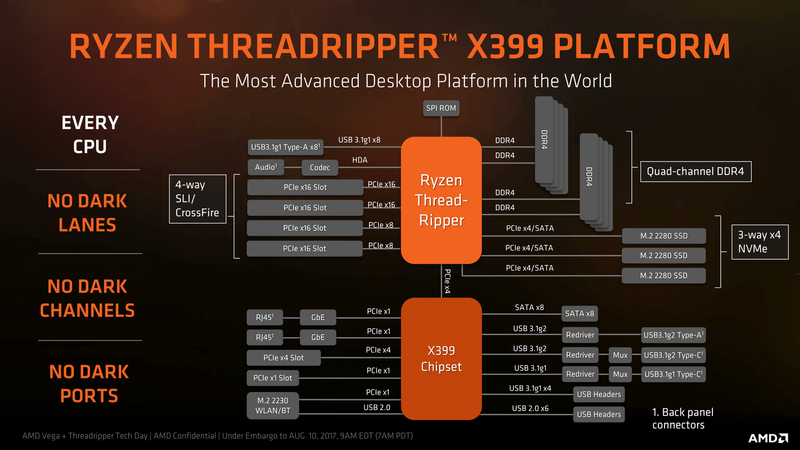 RYZEN THREADRIPPER™ X399 PLATFORM
The Most Advanced Desktop Platform in the World
EVERY
CPU
NO DARK
LANES
NO DARK
CHANNELS
NO DARK
PORTS
4-way
SLI/
CrossFire
SPI ROM
USB3.1g1 Type-A x8¹
USB 3.1g1 x8
Audio¹
Codec
HDA
PCIe x16 Slot
PCIe x16
PCIe x16 Slot
PCIe x16
PCIe x16 Slot
PCIe x8
PCIe x16 Slot
PCIe x8
Ryzen
Thread-
Ripper
DDR4
DDR4
DDR4
DDR4
DDR4
DDR4
Quad-channel DDR4
PCIe x4/SATA
M.2 2280 SSD
PCIe x4/SATA
M.2 2280 SSD
PCIe x4/SATA
M.2 2280 SSD
3-way x4
NVMe
PCIe x4
RJ45¹
GbE
PCIe x1
RJ45¹
GbE
PCIe x1
PCIe x4 Slot
PCIe x4
PCIe x1 Slot
PCIe x1
M.2 2230
WLAN/BT
PCIe x1
USB 2.0
X399
Chipset
SATA x8
SATA x8
USB 3.1g2
Redriver
USB3.1g2 Type-A¹
USB 3.1g2
Redriver
Mux
USB3.1g2 Type-C¹
USB 3.1g1
Redriver
Mux
USB3.1g1 Type-C¹
USB 3.1g1 x4
USB Headers
USB 2.0 x6
USB Headers
1. Back panel
connectors
AMD Vega + Threadripper Tech Day | AMD Confidential | Under Embargo to AUG. 10, 2017, 9AM EDT (7AM PDT)
AMD